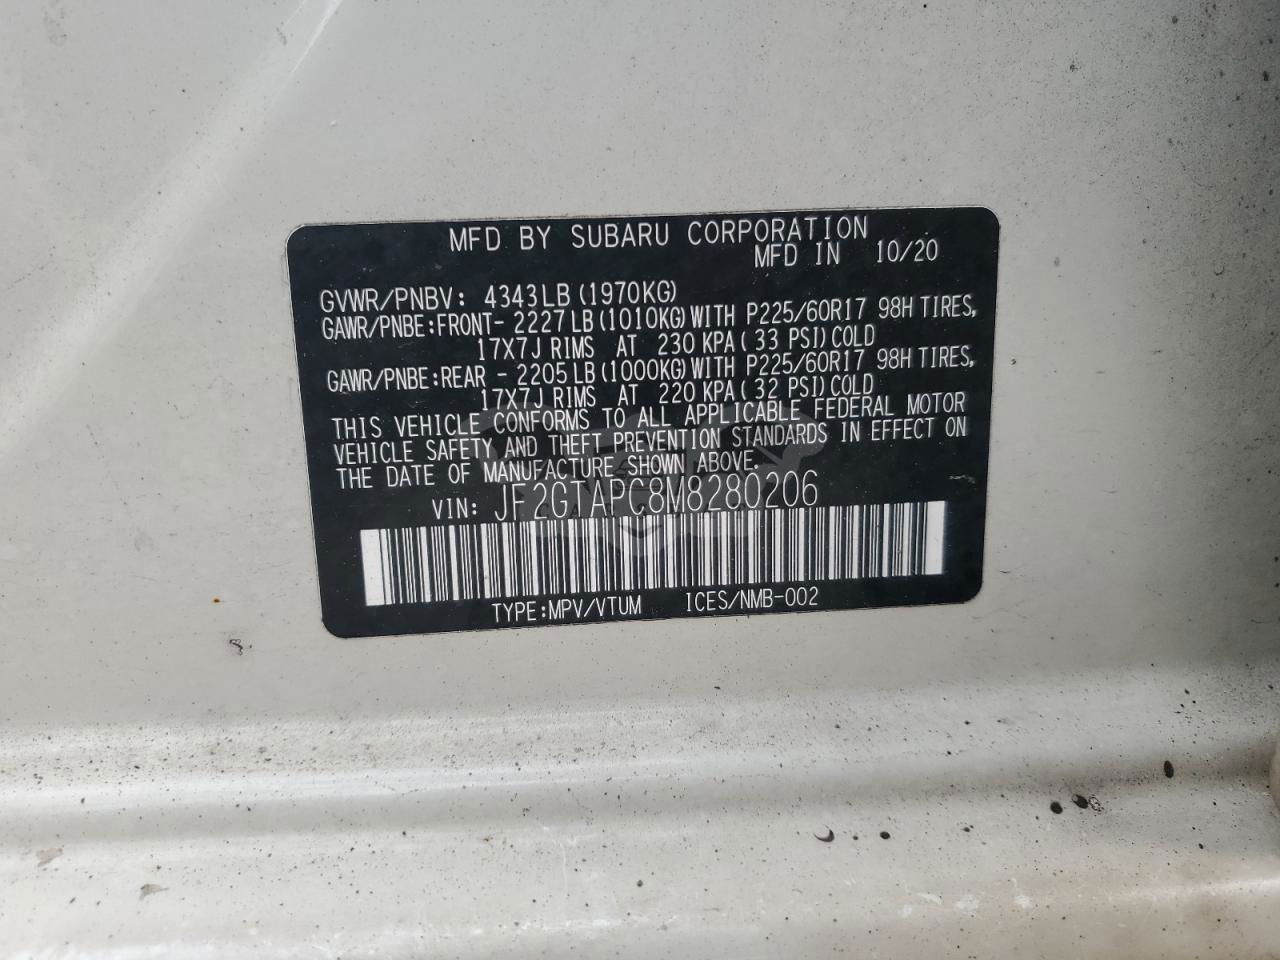 MFD BY SUBARU CORPORATION
MFD IN 10/20
GVWR/PNBV: 4343LB (1970KG)
GAWR/PNBE:FRONT- 2227LB (1010KG) WITH P225/60R17 98H TIRES,
17X7J RIMS AT 230 KPA( 33 PSI) COLD
GAWR/PNBE:REAR - 2205LB (1000KG) WITH P225/60R17 98H TIRES,
17X7J RIMS AT 220 KPA( 32 PSI) COLD
THIS VEHICLE CONFORMS TO ALL APPLICABLE FEDERAL MOTOR
VEHICLE SAFETY AND THEFT PREVENTION STANDARDS IN EFFECT ON
THE DATE OF MANUFACTURE SHOWN ABOVE.
VIN: JF2GTAPC8M8280206
TYPE:MPV/VTUM ICES/NMB-002